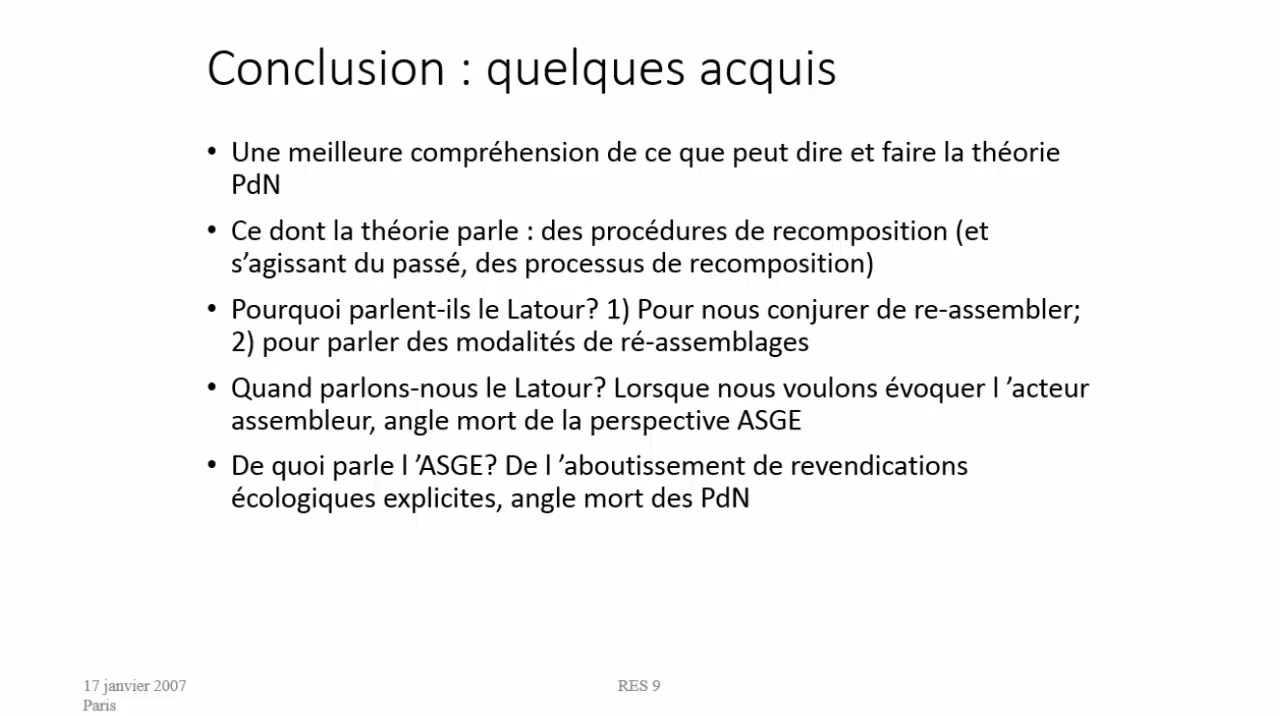 Conclusion : quelques acquis
• Une meilleure compréhension de ce que peut dire et faire la théorie
PdN
• Ce dont la théorie parle : des procédures de recomposition (et
s’agissant du passé, des processus de recomposition)
• Pourquoi parlent-ils le Latour? 1) Pour nous conjurer de re-assembler;
2) pour parler des modalités de ré-assemblages
• Quand parlons-nous le Latour? Lorsque nous voulons évoquer l ’acteur
assembleur, angle mort de la perspective ASGE
• De quoi parle l ’ASGE? De l ’aboutissement de revendications
écologiques explicites, angle mort des PdN
17 janvier 2007
Paris
RES 9